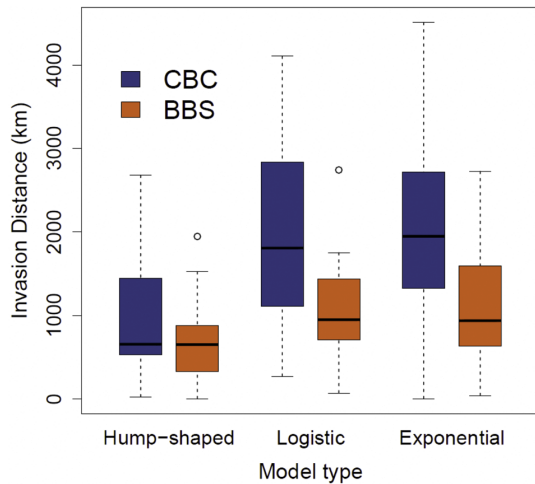 4000
3000
2000
1000
0
Invasion Distance (km)
CBC
BBS
Hump−shaped Logistic Exponential
Model type